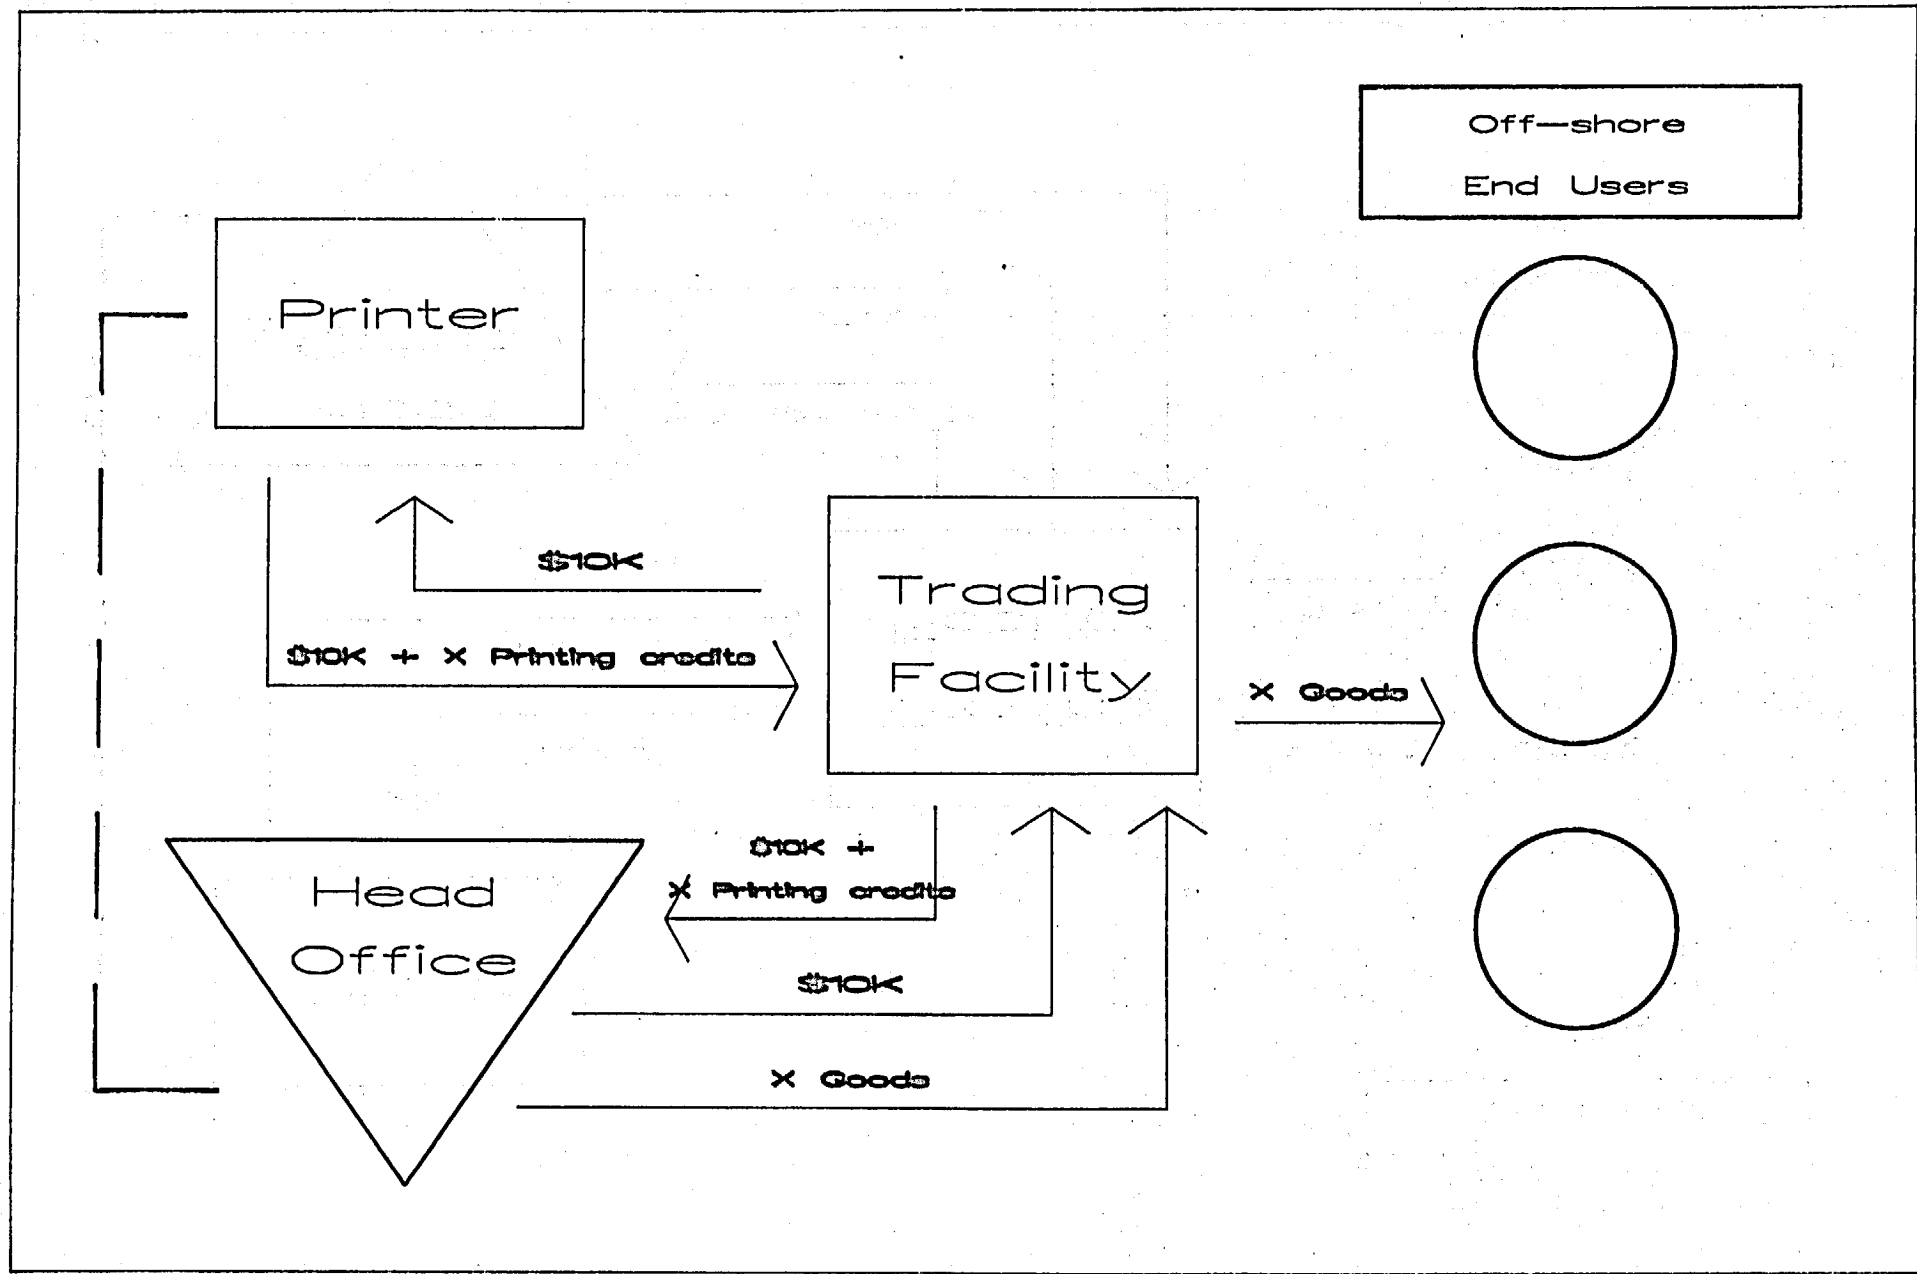 Off-shore
End Users
Printer
$10K
Trading
Facility
$10K + X Printing credits
X Goods
$10K +
X Printing credits
Head
Office
$10K
X Goods